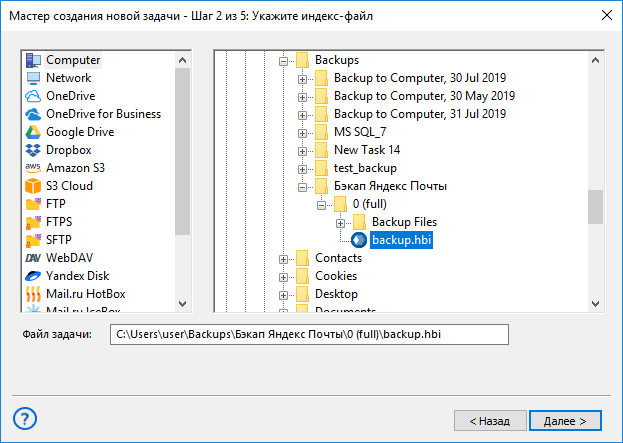 Мастер создания новой задачи - Шаг 2 из 5: Укажите индекс-файл
Computer
Network
OneDrive
OneDrive for Business
Google Drive
Dropbox
aws Amazon S3
S3 Cloud
FTP
FTPS
SFTP
DAV WebDAV
Yandex Disk
Mail.ru HotBox
Mail.ru IceBox
Backups
Backup to Computer, 30 Jul 2019
Backup to Computer, 30 May 2019
Backup to Computer, 31 Jul 2019
MS SQL_7
New Task 14
test_backup
Бэкап Яндекс Почты
0 (full)
Backup Files
backup.hbi
Contacts
Cookies
Desktop
Documents
Файл задачи:
C:\Users\user\Backups\Бэкап Яндекс Почты\0 (full)\backup.hbi
?
< Назад
Далее >